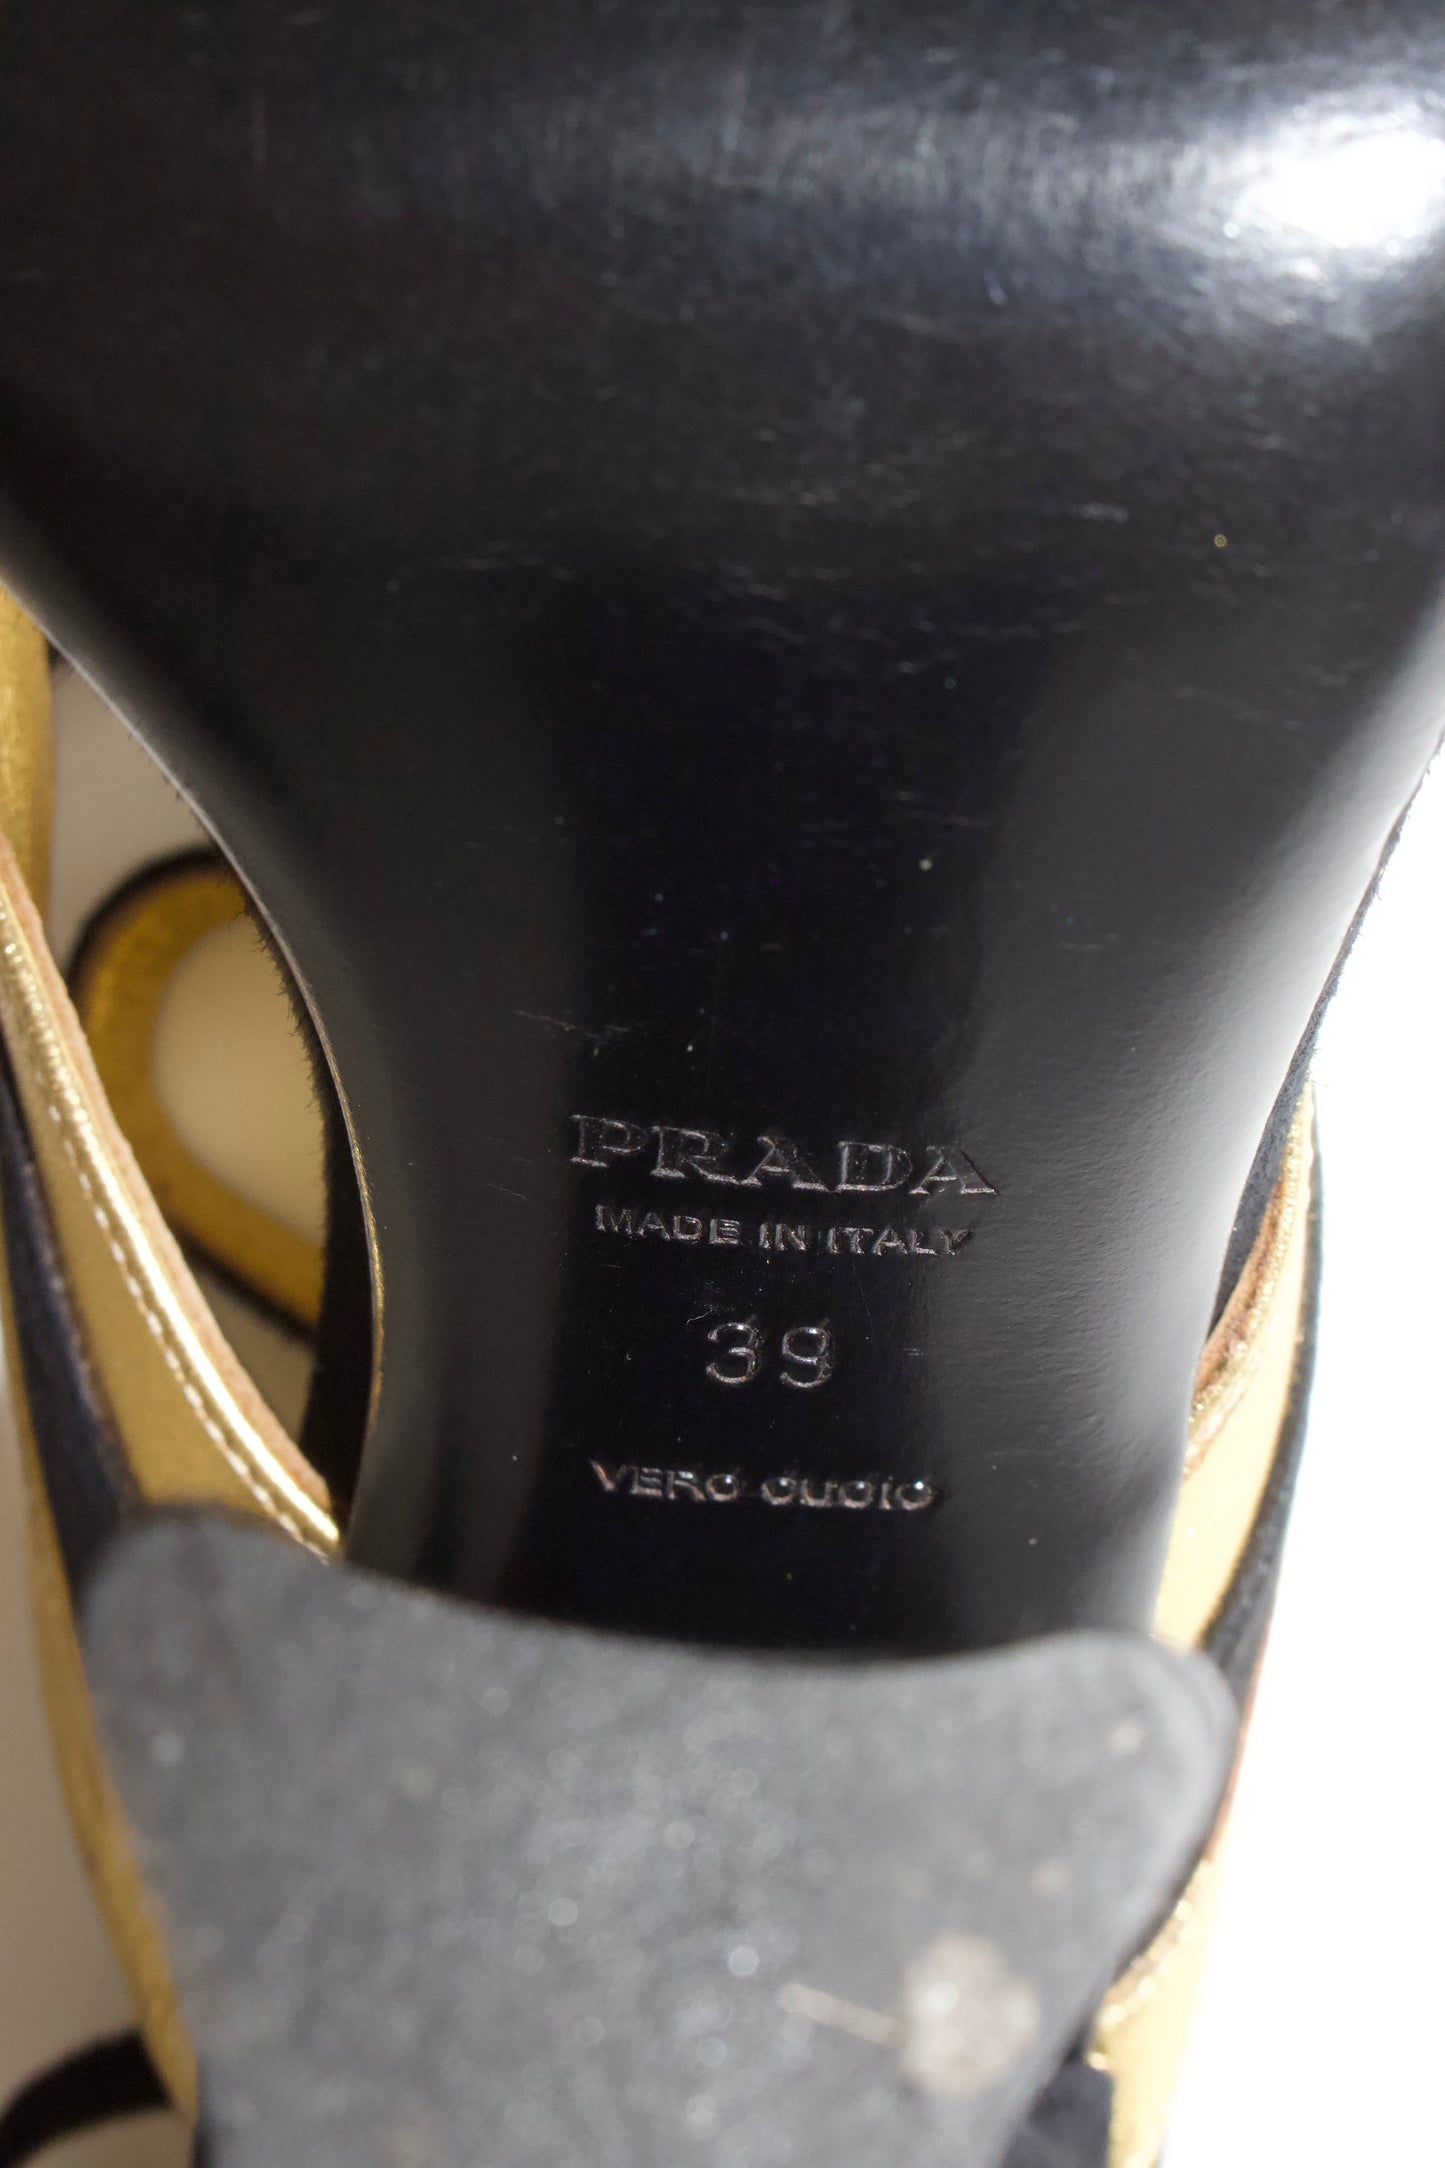 PRADA
MADE IN ITALY
39
VERO CUOIO